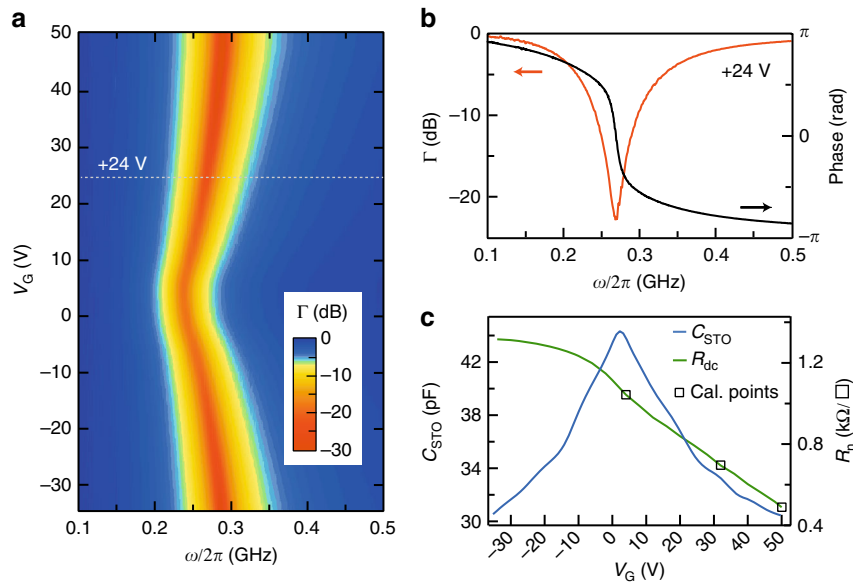 a
50
40
30
20
10
0
−10
−20
−30
V_G (V)
+24 V
Γ (dB)
0
−5
−10
−15
−20
−25
−30
0.1
0.2
0.3
0.4
0.5
ω/2π (GHz)
b
0
−10
−20
Γ (dB)
+24 V
π
0
−π
Phase (rad)
0.1
0.2
0.3
0.4
0.5
ω/2π (GHz)
c
42
38
34
30
C_STO (pF)
C_STO
R_dc
Cal. points
1.2
0.8
0.4
R_n (kΩ/□)
−30
−20
−10
0
10
20
30
40
50
V_G (V)